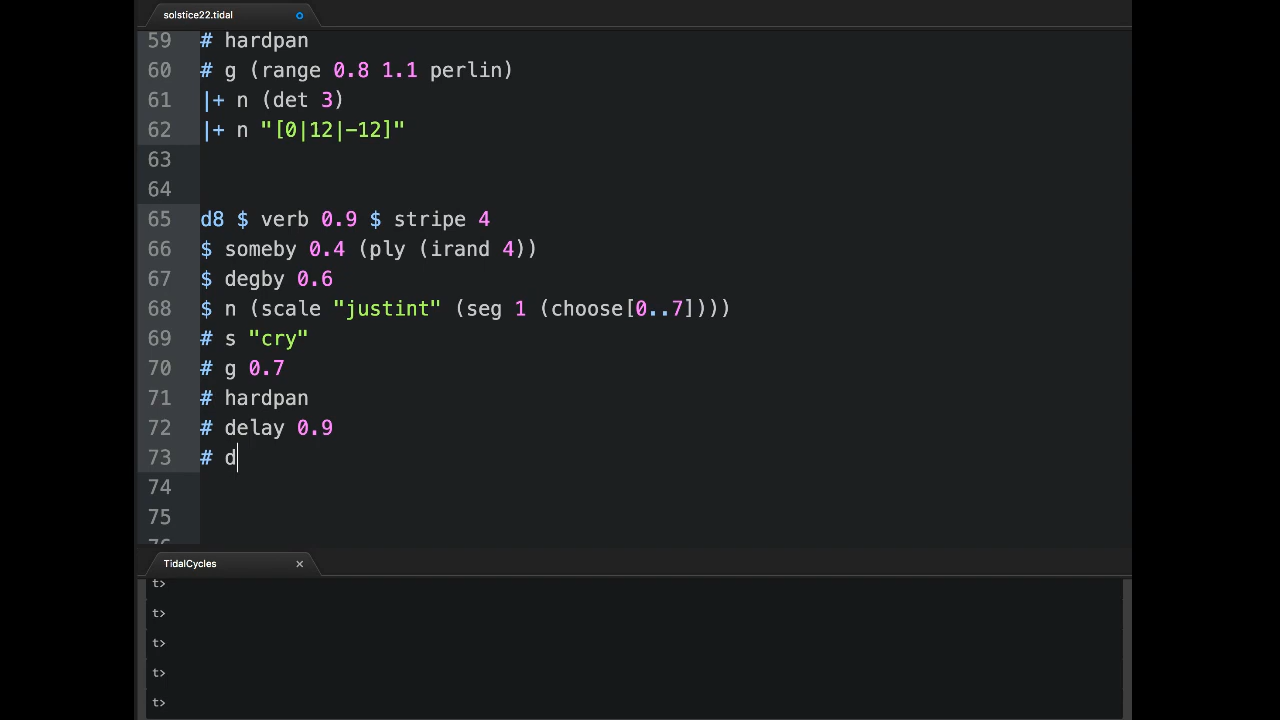 solstice22.tidal
59 # hardpan
60 # g (range 0.8 1.1 perlin)
61 |+ n (det 3)
62 |+ n "[0|12|-12]"
63
64
65 d8 $ verb 0.9 $ stripe 4
66 $ someby 0.4 (ply (irand 4))
67 $ degby 0.6
68 $ n (scale "justint" (seg 1 (choose[0..7])))
69 # s "cry"
70 # g 0.7
71 # hardpan
72 # delay 0.9
73 # d
74
75
76
TidalCycles ×
t>
t>
t>
t>
t>